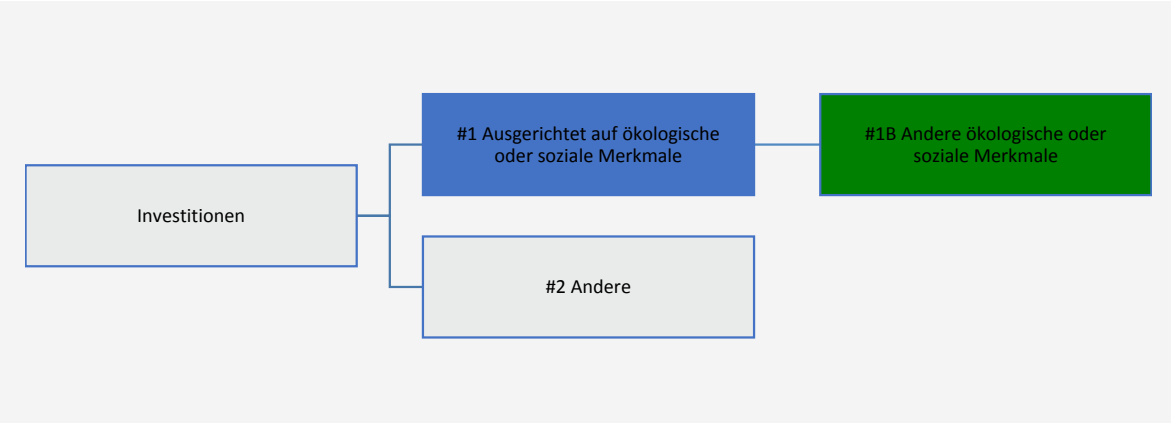 #1 Ausgerichtet auf ökologische
oder soziale Merkmale
#1B Andere ökologische oder
soziale Merkmale
Investitionen
#2 Andere